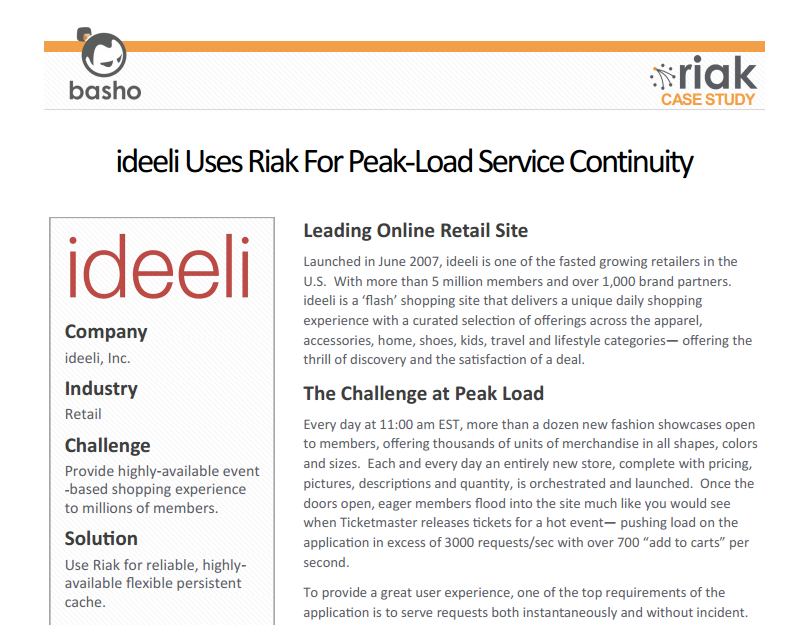 basho
riak
CASE STUDY
ideeli Uses Riak For Peak-Load Service Continuity
ideeli
Company
ideeli, Inc.
Industry
Retail
Challenge
Provide highly-available event
-based shopping experience
to millions of members.
Solution
Use Riak for reliable, highly-
available flexible persistent
cache.
Leading Online Retail Site
Launched in June 2007, ideeli is one of the fasted growing retailers in the
U.S.  With more than 5 million members and over 1,000 brand partners.
ideeli is a ‘flash’ shopping site that delivers a unique daily shopping
experience with a curated selection of offerings across the apparel,
accessories, home, shoes, kids, travel and lifestyle categories— offering the
thrill of discovery and the satisfaction of a deal.
The Challenge at Peak Load
Every day at 11:00 am EST, more than a dozen new fashion showcases open
to members, offering thousands of units of merchandise in all shapes, colors
and sizes.  Each and every day an entirely new store, complete with pricing,
pictures, descriptions and quantity, is orchestrated and launched.  Once the
doors open, eager members flood into the site much like you would see
when Ticketmaster releases tickets for a hot event— pushing load on the
application in excess of 3000 requests/sec with over 700 “add to carts” per
second.
To provide a great user experience, one of the top requirements of the
application is to serve requests both instantaneously and without incident.